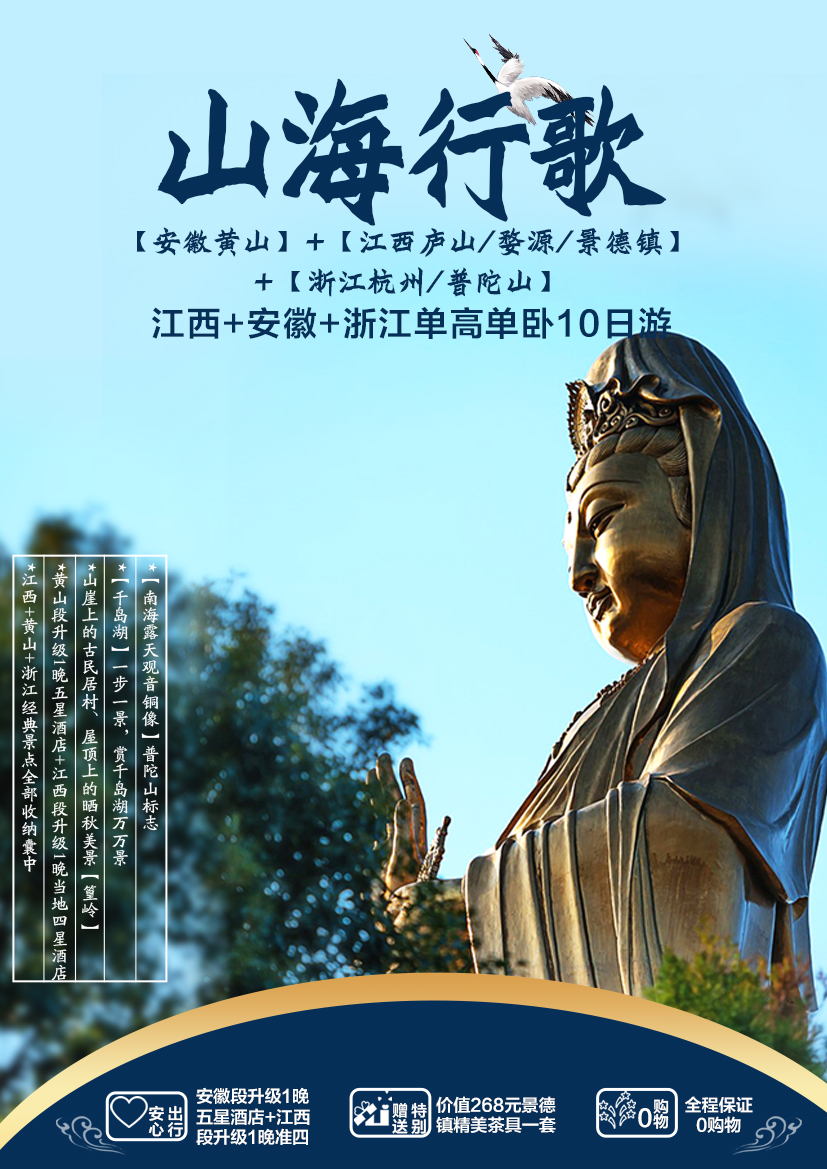 山海行歌
【安徽黄山】+【江西庐山/婺源/景德镇】
+【浙江杭州/普陀山】
江西+安徽+浙江单高单卧10日游
★【南海露天观音铜像】普陀山标志
★【千岛湖】一步一景，赏千岛湖万万景
★山崖上的古民居村、屋顶上的晒秋美景【篁岭】
★黄山段升级1晚五星酒店+江西段升级1晚当地四星酒店
★江西+黄山+浙江经典景点全部收纳囊中
安心出行
安徽段升级1晚
五星酒店+江西
段升级1晚准四
特别赠送
价值268元景德
镇精美茶具一套
0购物
全程保证
0购物